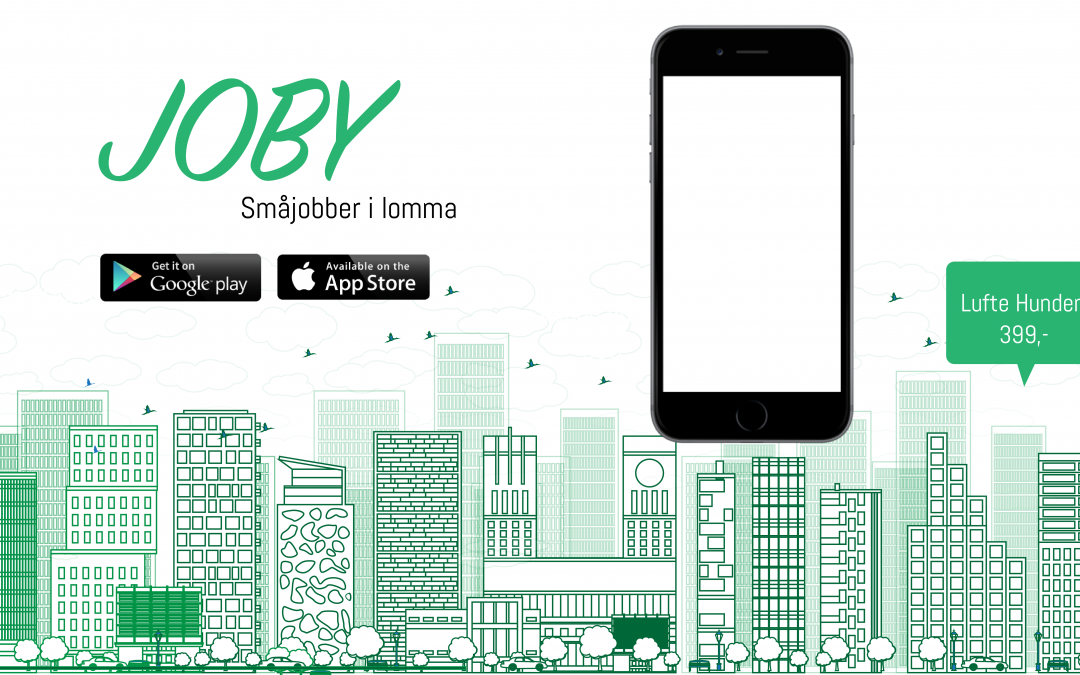 JOBY
Småjobber i lomma
Get it on
Google play
Available on the
App Store
Lufte Hunden
399,-